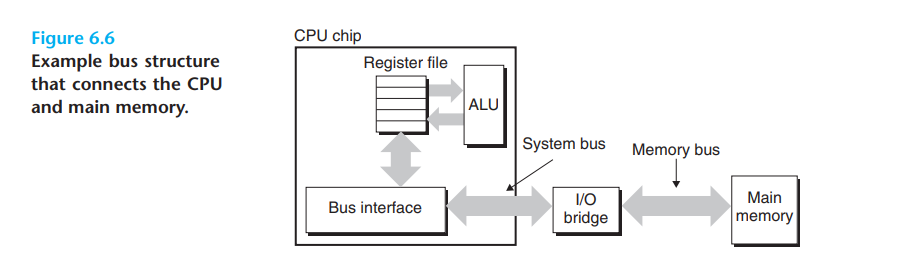 Figure 6.6
Example bus structure
that connects the CPU
and main memory.
CPU chip
Register file
ALU
System bus
Memory bus
Bus interface
I/O
bridge
Main
memory